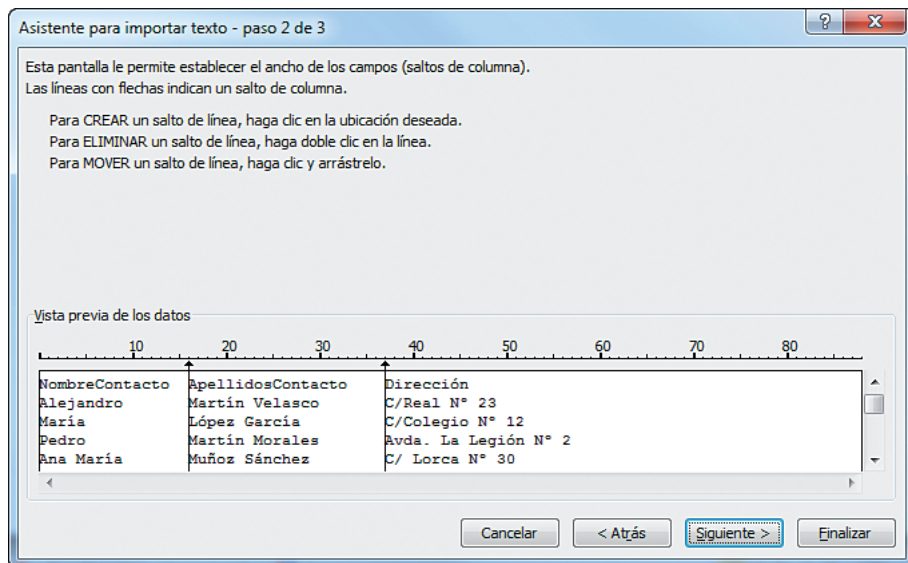 Asistente para importar texto - paso 2 de 3
Esta pantalla le permite establecer el ancho de los campos (saltos de columna).
Las líneas con flechas indican un salto de columna.
Para CREAR un salto de línea, haga clic en la ubicación deseada.
Para ELIMINAR un salto de línea, haga doble clic en la línea.
Para MOVER un salto de línea, haga clic y arrástrelo.
Vista previa de los datos
10 20 30 40 50 60 70 80
NombreContacto ApellidosContacto Dirección
Alejandro Martín Velasco C/Real Nº 23
María López García C/Colegio Nº 12
Pedro Martín Morales Avda. La Legión Nº 2
Ana María Muñoz Sánchez C/ Lorca Nº 30
Cancelar < Atrás Siguiente > Finalizar